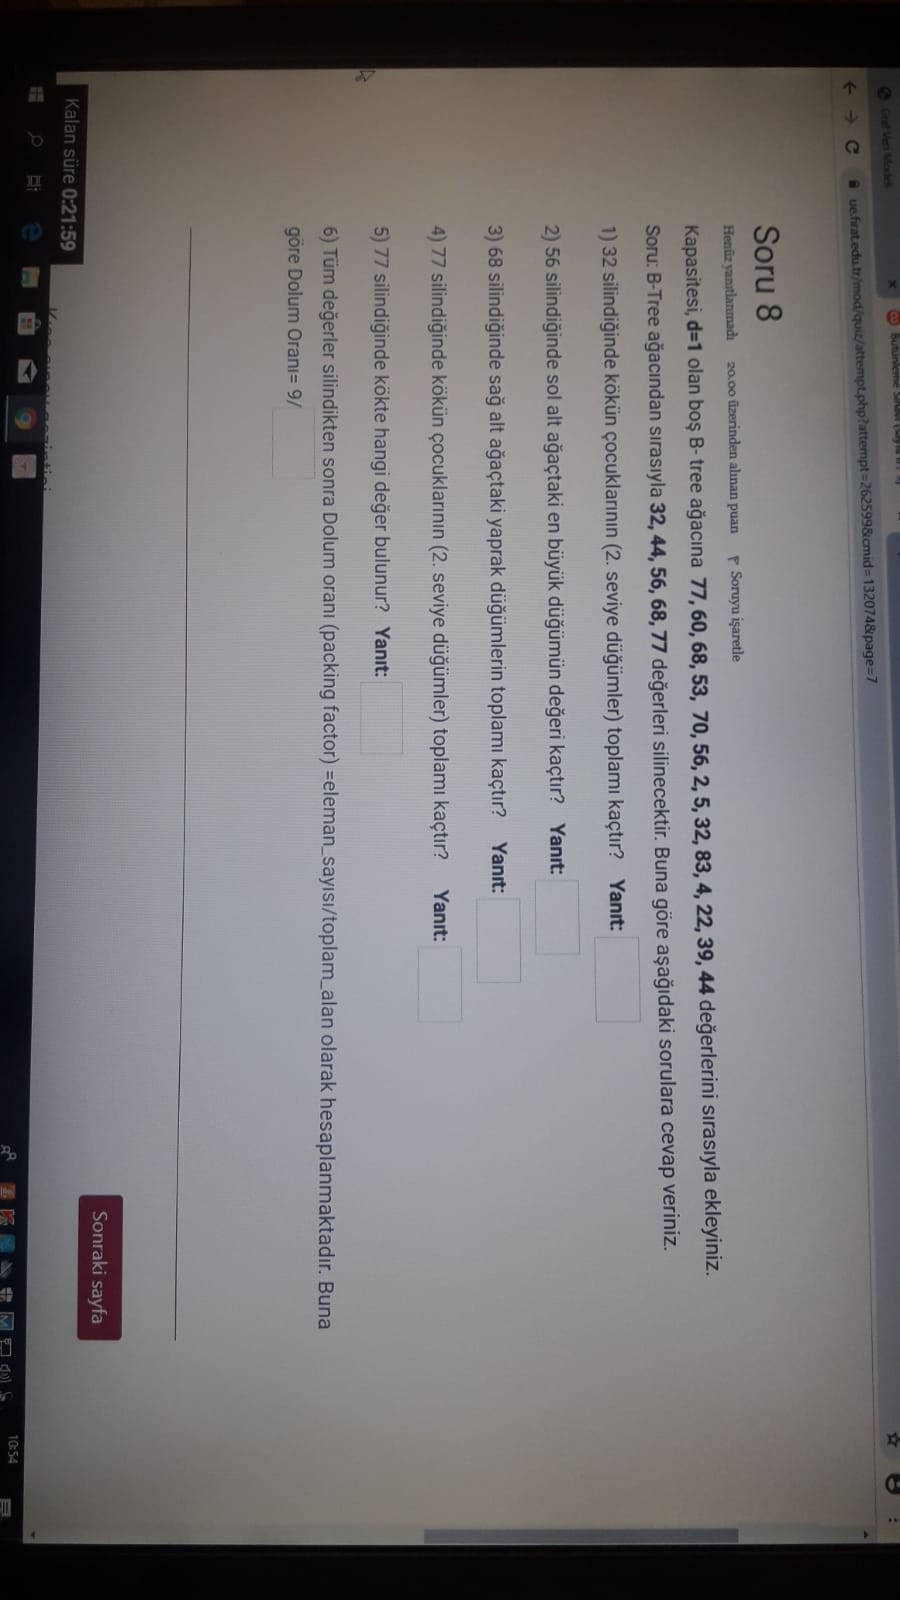 Graf Veri Modeli
ue.firat.edu.tr/mod/quiz/attempt.php?attempt=262599&cmid=132074&page=7
Soru 8
Henüz yanıtlanmadı 20.00 üzerinden alınan puan Soruyu işaretle
Kapasitesi, d=1 olan boş B- tree ağacına 77, 60, 68, 53, 70, 56, 2, 5, 32, 83, 4, 22, 39, 44 değerlerini sırasıyla ekleyiniz.
Soru: B-Tree ağacından sırasıyla 32, 44, 56, 68, 77 değerleri silinecektir. Buna göre aşağıdaki sorulara cevap veriniz.
1) 32 silindiğinde kökün çocuklarının (2. seviye düğümler) toplamı kaçtır? Yanıt:
2) 56 silindiğinde sol alt ağaçtaki en büyük düğümün değeri kaçtır? Yanıt:
3) 68 silindiğinde sağ alt ağaçtaki yaprak düğümlerin toplamı kaçtır? Yanıt:
4) 77 silindiğinde kökün çocuklarının (2. seviye düğümler) toplamı kaçtır? Yanıt:
5) 77 silindiğinde kökte hangi değer bulunur? Yanıt:
6) Tüm değerler silindikten sonra Dolum oranı (packing factor) =eleman_sayısı/toplam_alan olarak hesaplanmaktadır. Buna
göre Dolum Oranı= 9/
Sonraki sayfa
Kalan süre 0:21:59
10:54